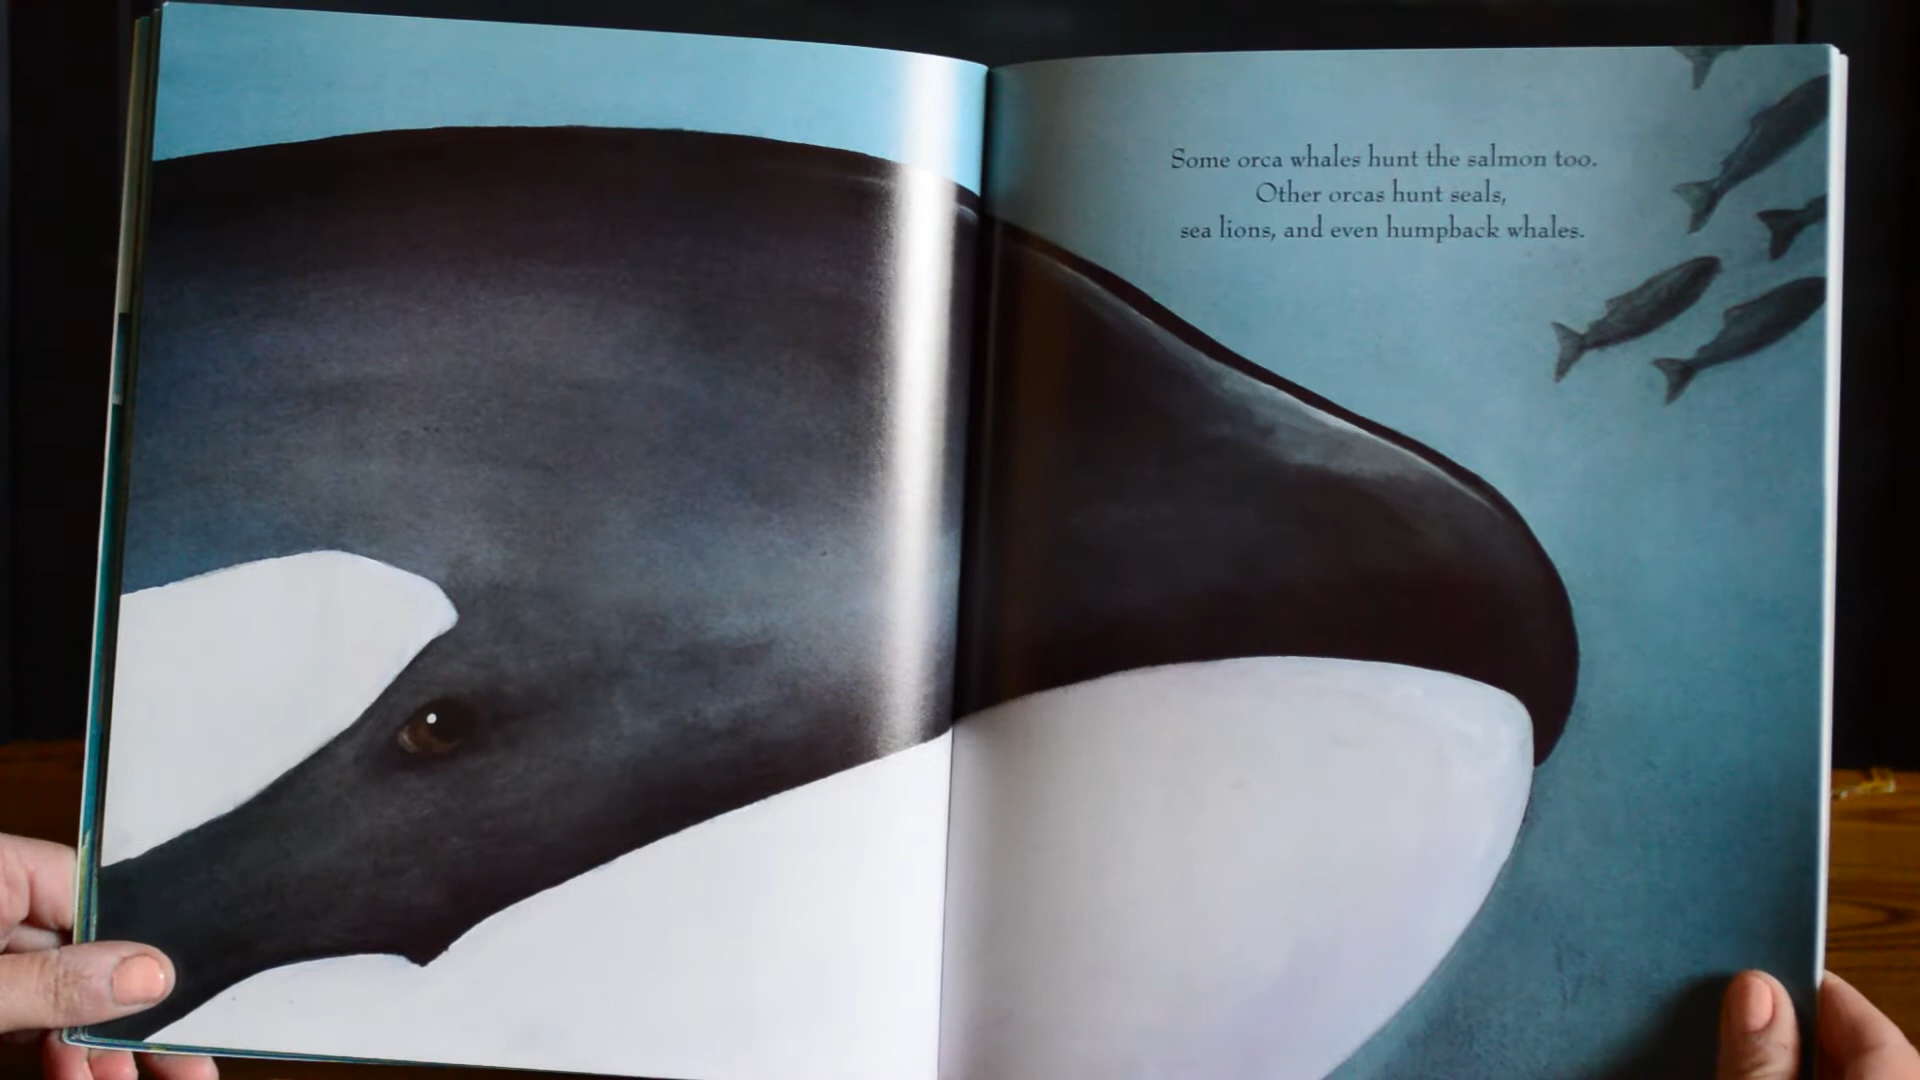 Some orca whales hunt the salmon too.
Other orcas hunt seals,
sea lions, and even humpback whales.